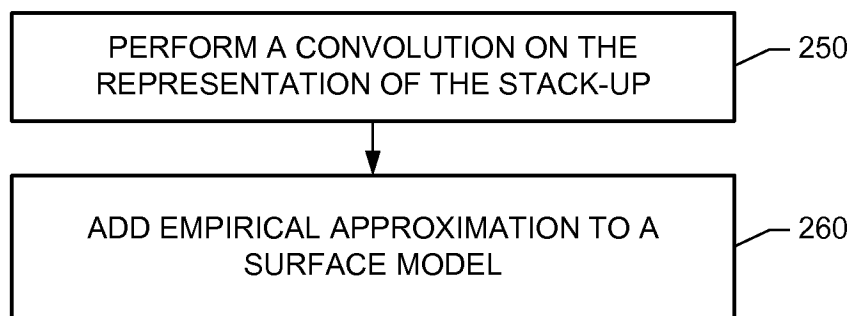 PERFORM A CONVOLUTION ON THE
REPRESENTATION OF THE STACK-UP
250
ADD EMPIRICAL APPROXIMATION TO A
SURFACE MODEL
260